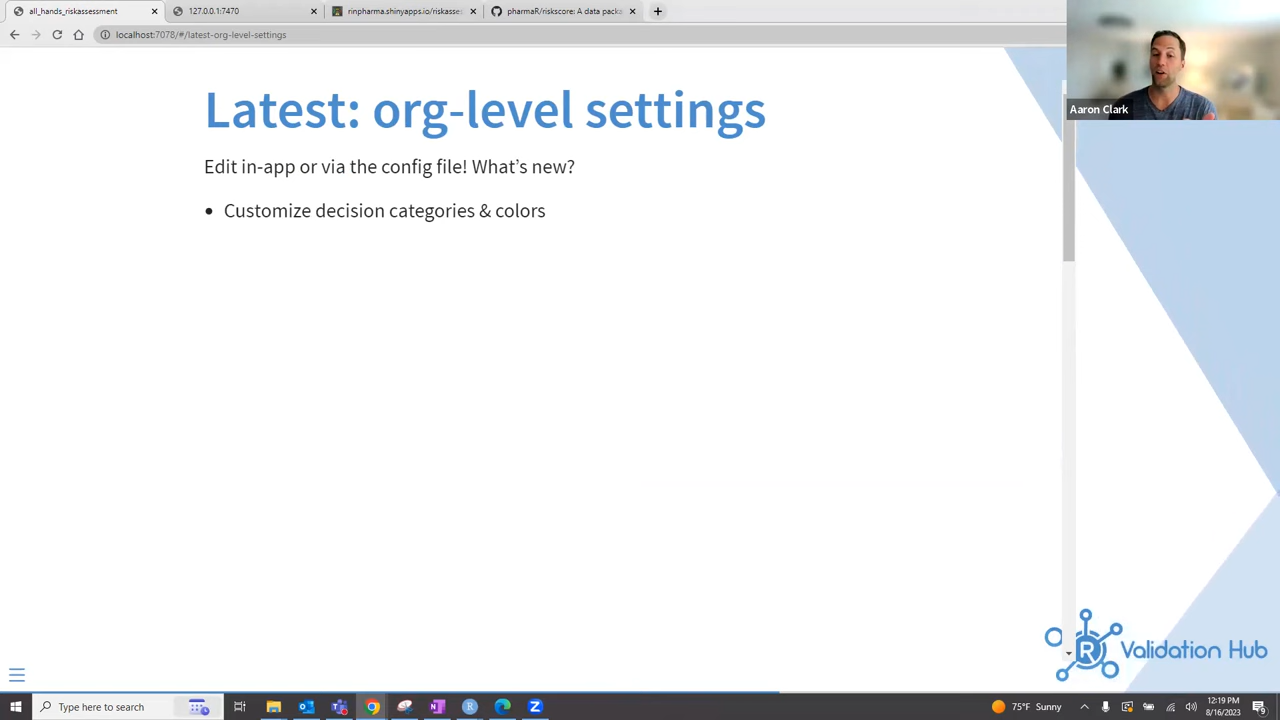 all_hands_riskassessment
127.0.0.1:7470
rinpharma.shinyapps.io/riskasses
pharmaR/riskscore: A data packa
localhost:7078/#/latest-org-level-settings
Aaron Clark
Latest: org-level settings
Edit in-app or via the config file! What's new?
• Customize decision categories & colors
R Validation Hub
Type here to search
75°F Sunny
12:19 PM
8/16/2023